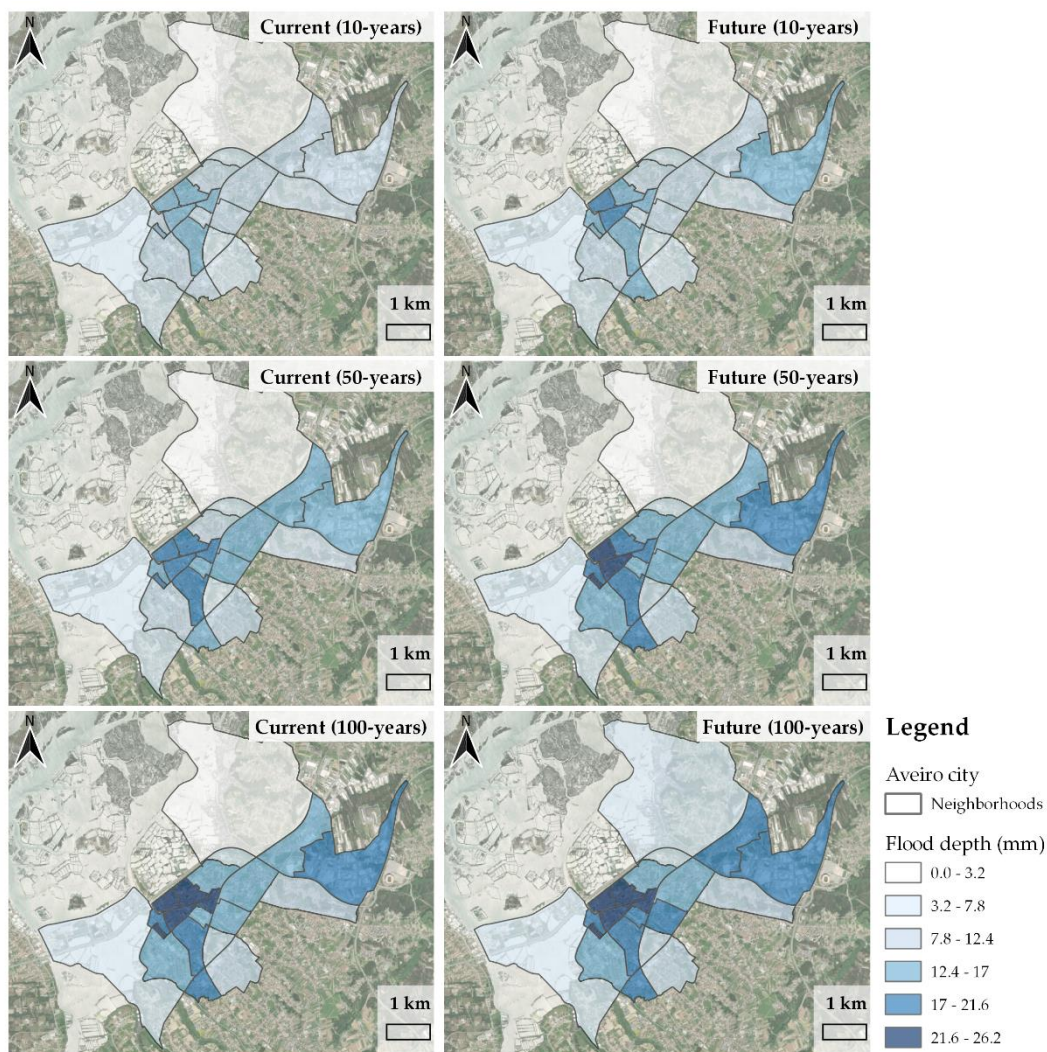 N
Current (10-years)
1 km
N
Future (10-years)
1 km
N
Current (50-years)
1 km
N
Future (50-years)
1 km
N
Current (100-years)
1 km
N
Future (100-years)
1 km
Legend
Aveiro city
Neighborhoods
Flood depth (mm)
0.0 - 3.2
3.2 - 7.8
7.8 - 12.4
12.4 - 17
17 - 21.6
21.6 - 26.2